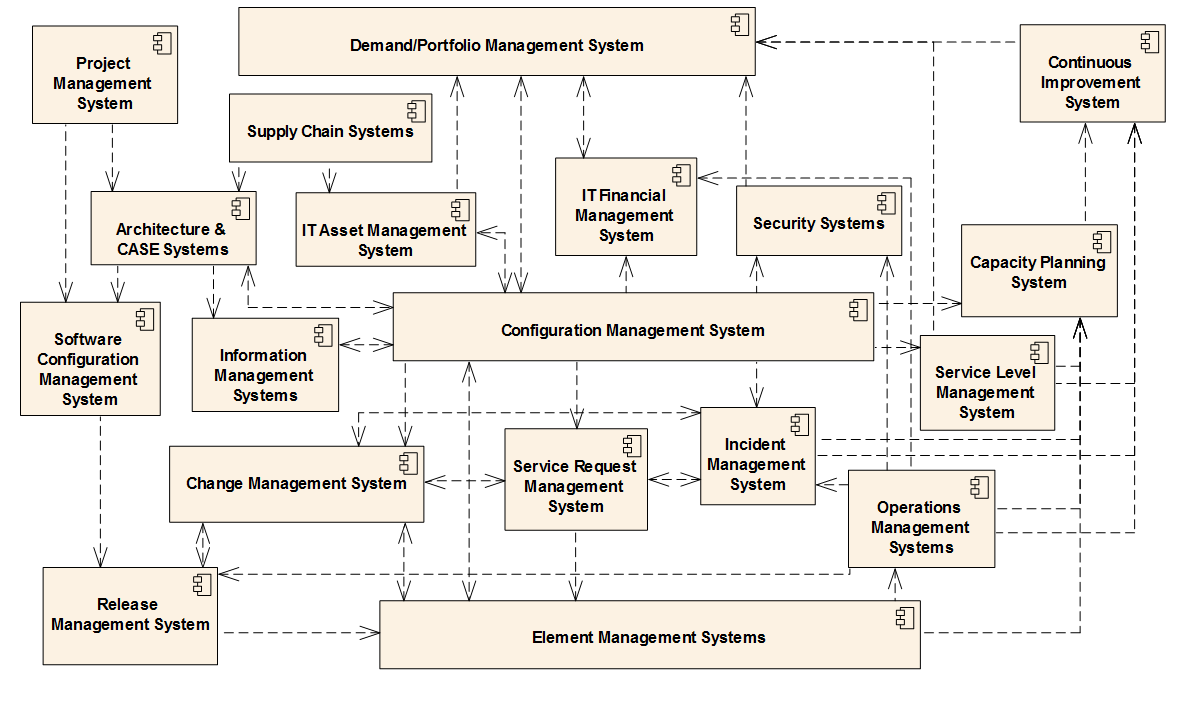 Demand/Portfolio Management System
Project
Management
System
Continuous
Improvement
System
Supply Chain Systems
IT Financial
Management
System
Architecture &
CASE Systems
IT Asset Management
System
Security Systems
Capacity Planning
System
Software
Configuration
Management
System
Information
Management
Systems
Configuration Management System
Service Level
Management
System
Change Management System
Service Request
Management
System
Incident
Management
System
Operations
Management
Systems
Release
Management System
Element Management Systems